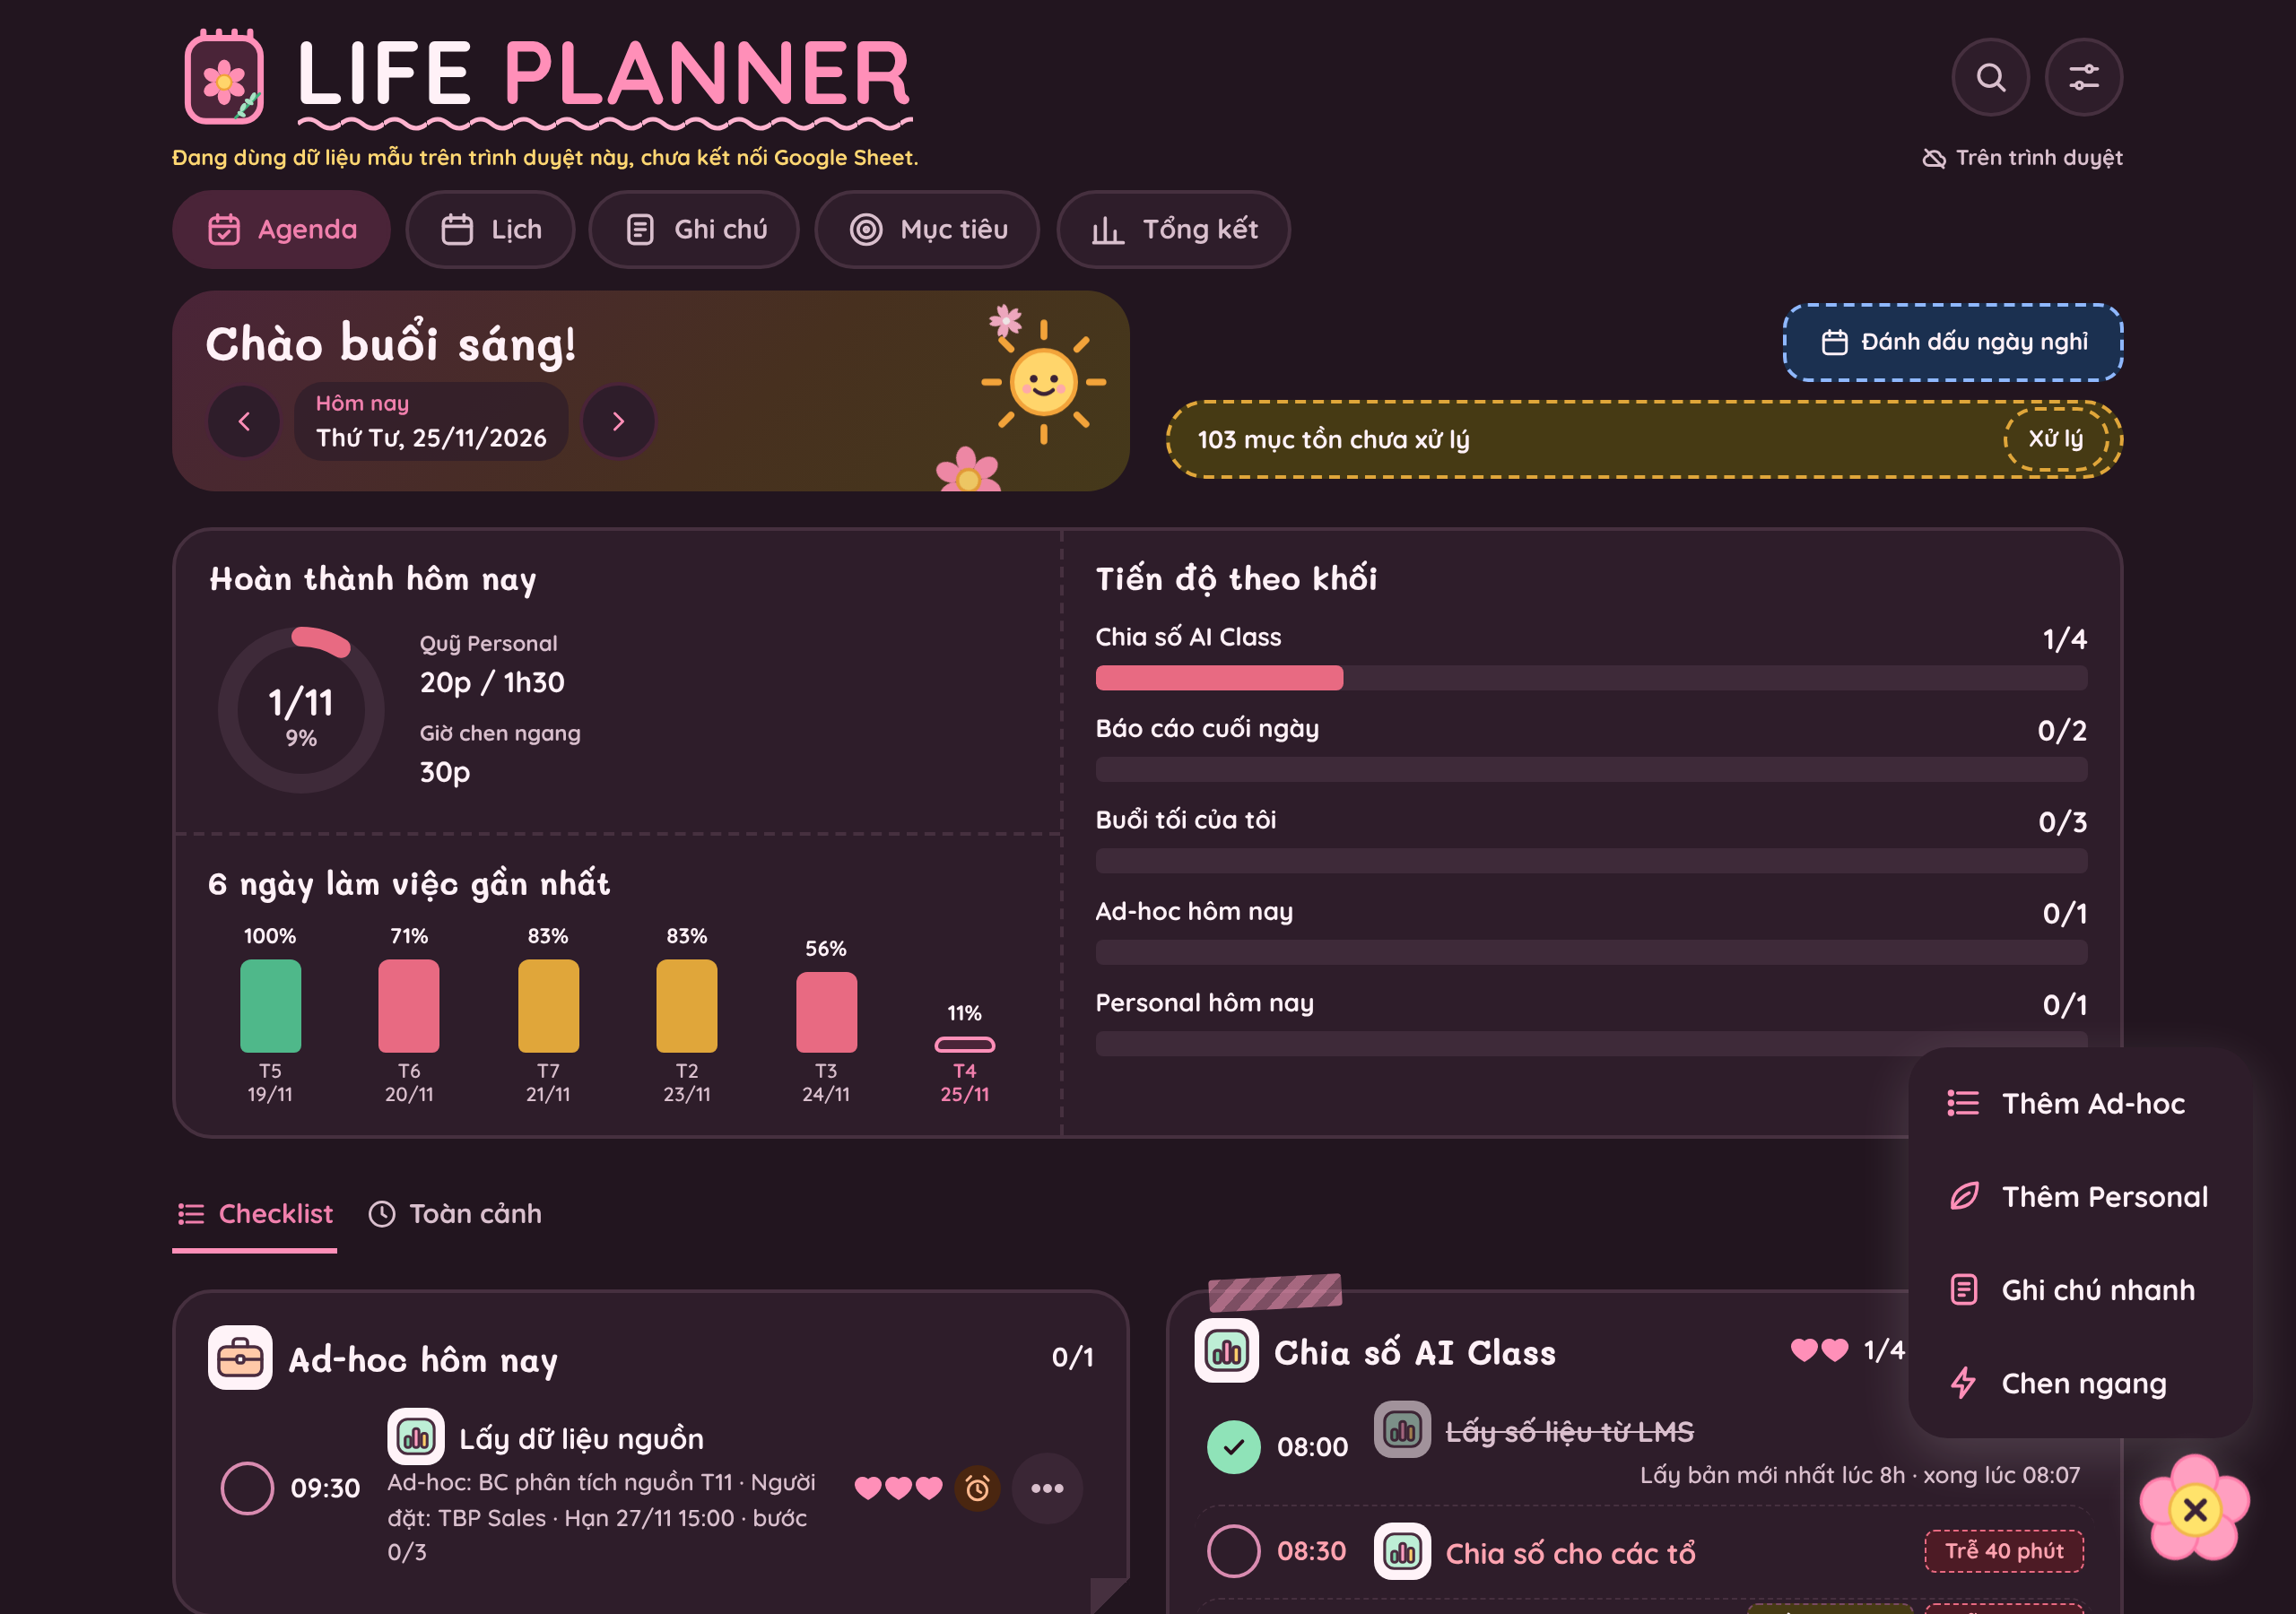 LIFE PLANNER
Đang dùng dữ liệu mẫu trên trình duyệt này, chưa kết nối Google Sheet.
Trên trình duyệt
Agenda
Lịch
Ghi chú
Mục tiêu
Tổng kết
Chào buổi sáng!
Hôm nay
Thứ Tư, 25/11/2026
Đánh dấu ngày nghỉ
103 mục tồn chưa xử lý
Xử lý
Hoàn thành hôm nay
1/11
9%
Quỹ Personal
20p / 1h30
Giờ chen ngang
30p
6 ngày làm việc gần nhất
100%
71%
83%
83%
56%
11%
T5
19/11
T6
20/11
T7
21/11
T2
23/11
T3
24/11
T4
25/11
Tiến độ theo khối
Chia số AI Class
1/4
Báo cáo cuối ngày
0/2
Buổi tối của tôi
0/3
Ad-hoc hôm nay
0/1
Personal hôm nay
0/1
Thêm Ad-hoc
Thêm Personal
Ghi chú nhanh
Chen ngang
Checklist
Toàn cảnh
Ad-hoc hôm nay
0/1
09:30
Lấy dữ liệu nguồn
Ad-hoc: BC phân tích nguồn T11 · Người
đặt: TBP Sales · Hạn 27/11 15:00 · bước
0/3
Chia số AI Class
1/4
08:00
Lấy số liệu từ LMS
Lấy bản mới nhất lúc 8h · xong lúc 08:07
08:30
Chia số cho các tổ
Trễ 40 phút